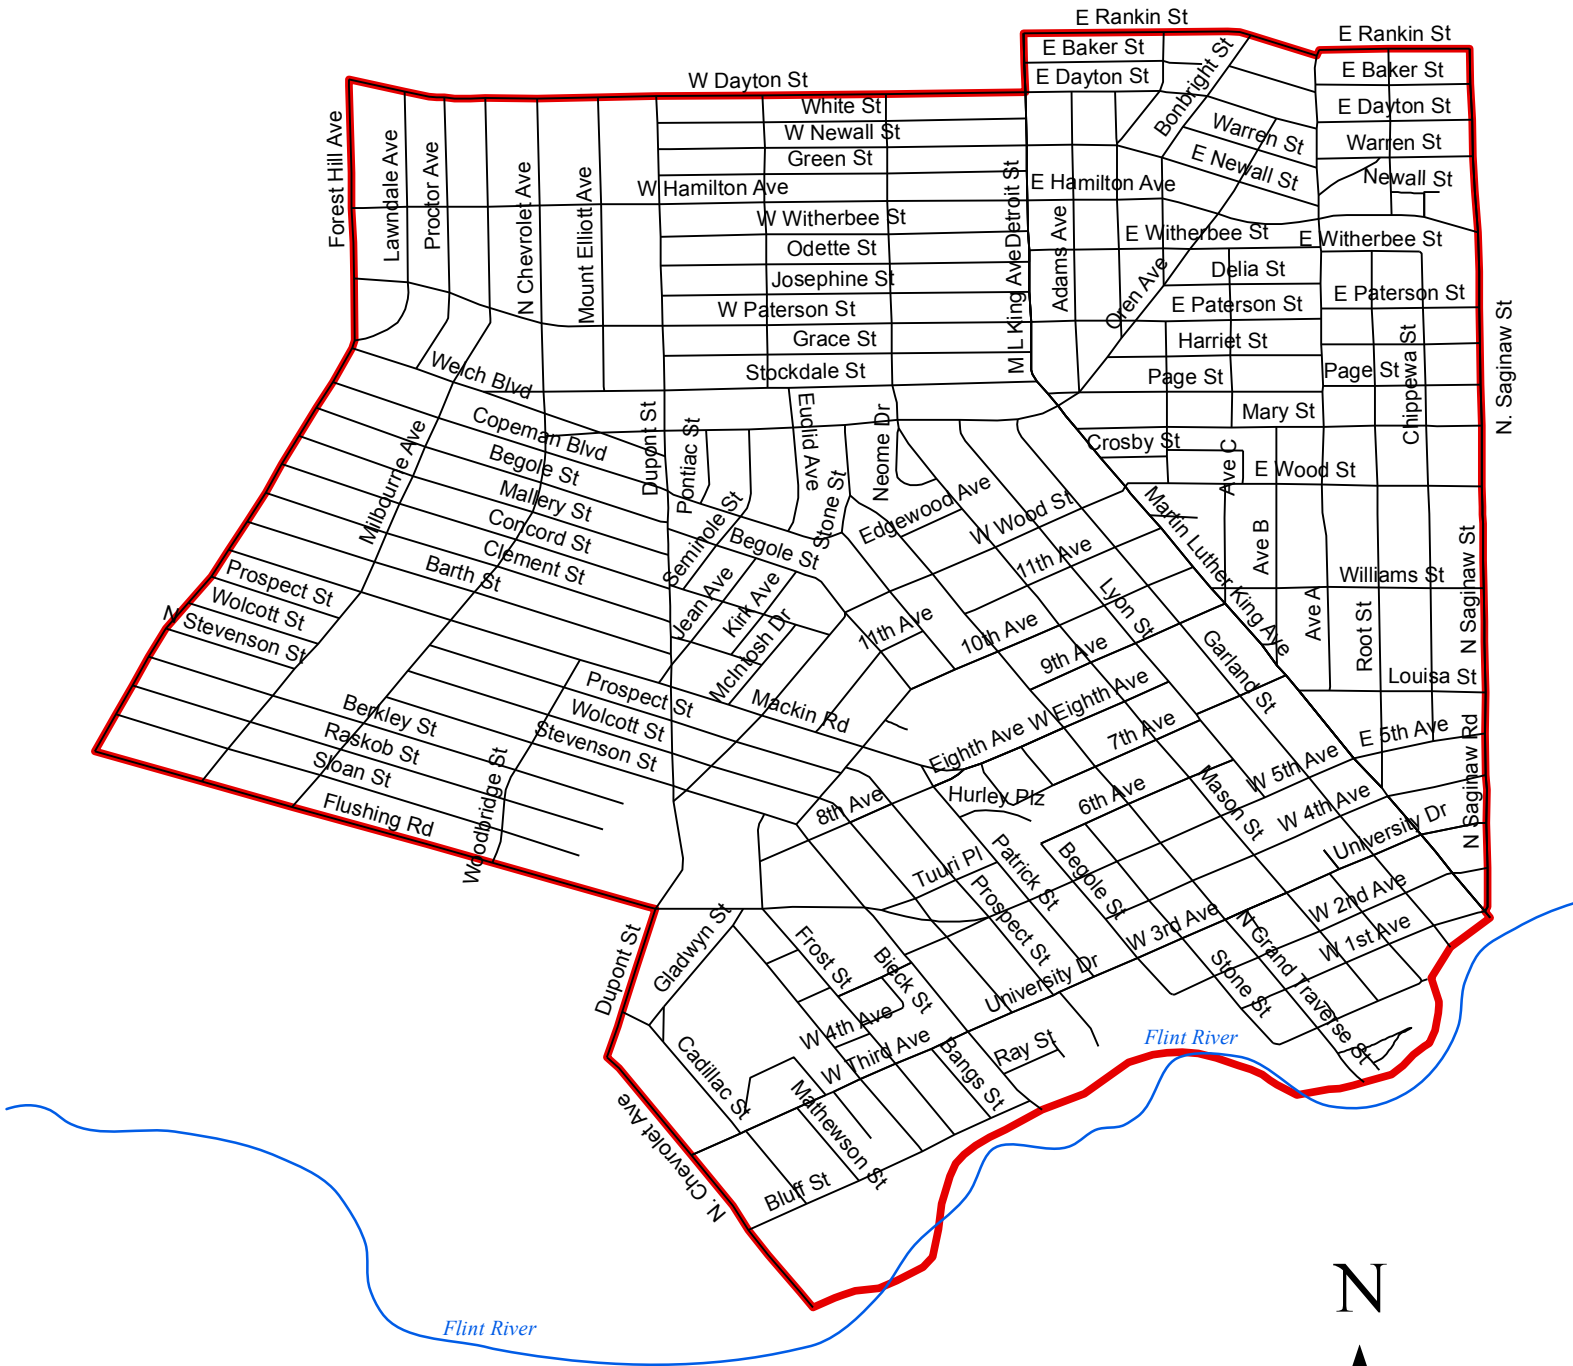 E Rankin St
E Rankin St
E Baker St
W Dayton St
E Dayton St
Bonbright St
E Baker St
White St
E Dayton St
Forest Hill Ave
Lawndale Ave
Proctor Ave
N Chevrolet Ave
Mount Elliott Ave
W Newall St
Warren St
Warren St
Green St
E Newall St
Newall St
W Hamilton Ave
E Hamilton Ave
Detroit St
M L King Ave
Adams Ave
W Witherbee St
E Witherbee St
E Witherbee St
Odette St
Delia St
Josephine St
Oren Ave
E Paterson St
E Paterson St
W Paterson St
Grace St
Harriet St
Page St
Page St
Chippewa St
N. Saginaw St
Stockdale St
Welch Blvd
Mary St
Copeman Blvd
Dupont St
Pontiac St
Euclid Ave
Neome Dr
Crosby St
Ave C
E Wood St
Milbourne Ave
Begole St
Mallery St
Concord St
Clement St
Barth St
Seminole St
Begole St
Stone St
Edgewood Ave
W Wood St
Martin Luther King Ave
11th Ave
Ave B
Williams St
N Saginaw St
Prospect St
Wolcott St
N Stevenson St
Jean Ave
Kirk Ave
McIntosh Dr
11th Ave
10th Ave
Lyon St
Ave A
Root St
9th Ave
Garland St
Louisa St
Prospect St
Wolcott St
Stevenson St
Mackin Rd
Eighth Ave
W Eighth Ave
7th Ave
E 5th Ave
N Saginaw Rd
Berkley St
Raskob St
Sloan St
Flushing Rd
Woodbridge St
8th Ave
Hurley Plz
6th Ave
Mason St
W 5th Ave
W 4th Ave
University Dr
Tuuri Pl
Patrick St
Begole St
Prospect St
W 2nd Ave
W 3rd Ave
W 1st Ave
Gladwyn St
Dupont St
Frost St
Bieck St
University Dr
Stone St
N Grand Traverse St
W 4th Ave
W Third Ave
Cadillac St
Bangs St
Ray St
Flint River
Mathewson St
N. Chevrolet Ave
Bluff St
N
Flint River